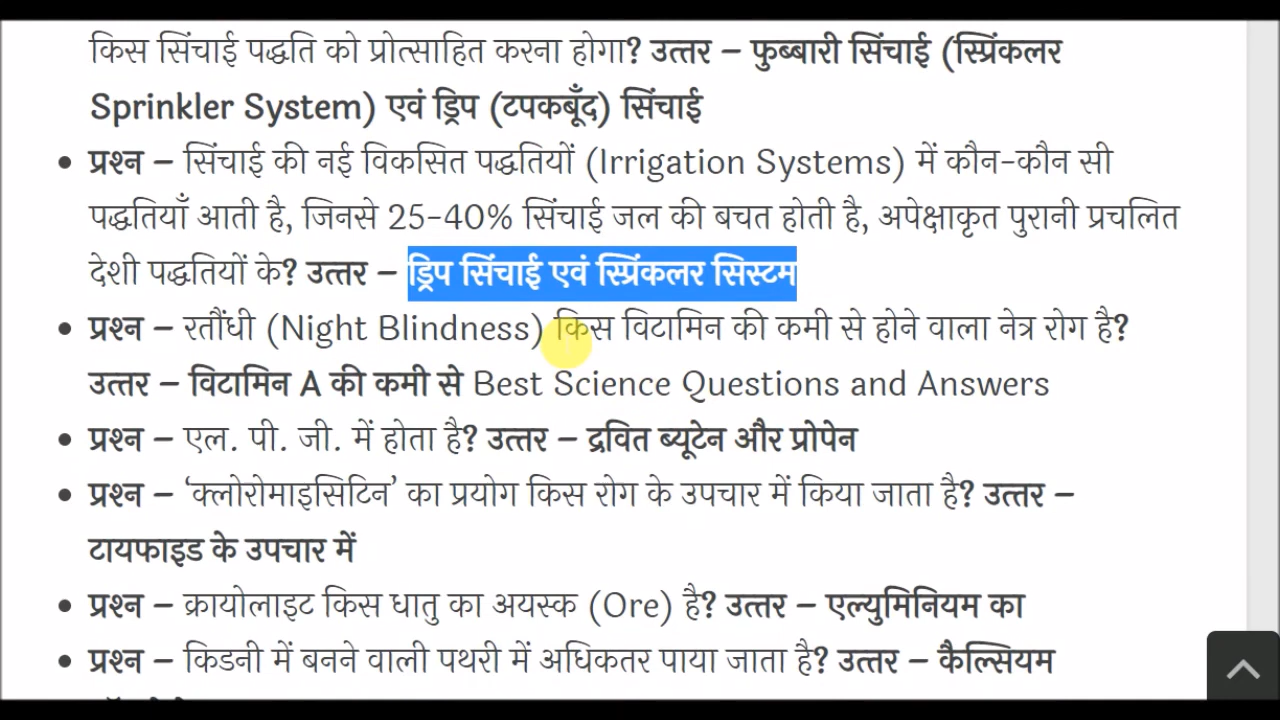 किस सिंचाई पद्धति को प्रोत्साहित करना होगा? उत्तर – फुब्बारी सिंचाई (स्प्रिंकलर
Sprinkler System) एवं ड्रिप (टपकबूँद) सिंचाई
• प्रश्न – सिंचाई की नई विकसित पद्धतियों (Irrigation Systems) में कौन-कौन सी
पद्धतियाँ आती है, जिनसे 25-40% सिंचाई जल की बचत होती है, अपेक्षाकृत पुरानी प्रचलित
देशी पद्धतियों के? उत्तर – ड्रिप सिंचाई एवं स्प्रिंकलर सिस्टम
• प्रश्न – रतौंधी (Night Blindness) किस विटामिन की कमी से होने वाला नेत्र रोग है?
उत्तर – विटामिन A की कमी से Best Science Questions and Answers
• प्रश्न – एल. पी. जी. में होता है? उत्तर – द्रवित ब्यूटेन और प्रोपेन
• प्रश्न – ‘क्लोरोमाइसिटिन’ का प्रयोग किस रोग के उपचार में किया जाता है? उत्तर –
टायफाइड के उपचार में
• प्रश्न – क्रायोलाइट किस धातु का अयस्क (Ore) है? उत्तर – एल्युमिनियम का
• प्रश्न – किडनी में बनने वाली पथरी में अधिकतर पाया जाता है? उत्तर – कैल्सियम